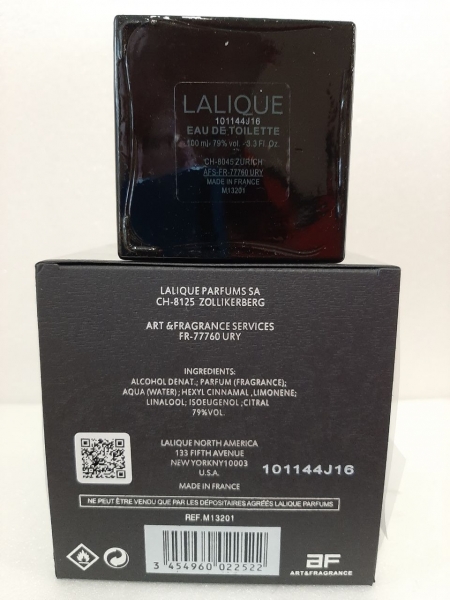 LALIQUE
101144J16
EAU DE TOILETTE
100 ml- 79% vol. -3.3 Fl. Oz.
CH-8045 ZURICH
AFS-FR-77760 URY
MADE IN FRANCE
M13201
LALIQUE PARFUMS SA
CH-8125 ZOLLIKERBERG
ART &FRAGRANCE SERVICES
FR-77760 URY
INGREDIENTS:
ALCOHOL DENAT.; PARFUM (FRAGRANCE);
AQUA (WATER); HEXYL CINNAMAL ,LIMONENE;
LINALOOL; ISOEUGENOL ;CITRAL
79%VOL.
LALIQUE NORTH AMERICA
133 FIFTH AVENUE
NEW YORKNY10003
U.S.A.
MADE IN FRANCE
101144J16
NE PEUT ÊTRE VENDU QUE PAR LES DÉPOSITAIRES AGRÉÉS LALIQUE PARFUMS
REF.M13201
3 454960 022522
af
ART&FRAGRANCE